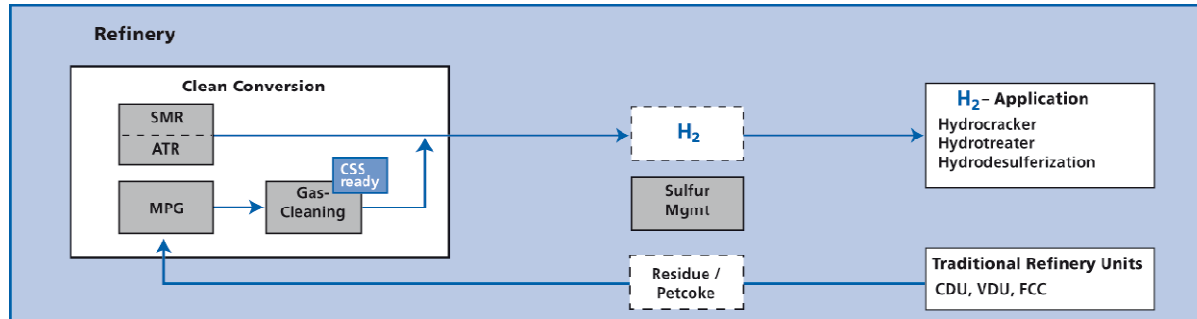 Refinery
Clean Conversion
SMR
ATR
CSS
ready
MPG
Gas-
Cleaning
H2
Sulfur
Mgmt
Residue /
Petcoke
H2 – Application
Hydrocracker
Hydrotreater
Hydrodesulferization
Traditional Refinery Units
CDU, VDU, FCC